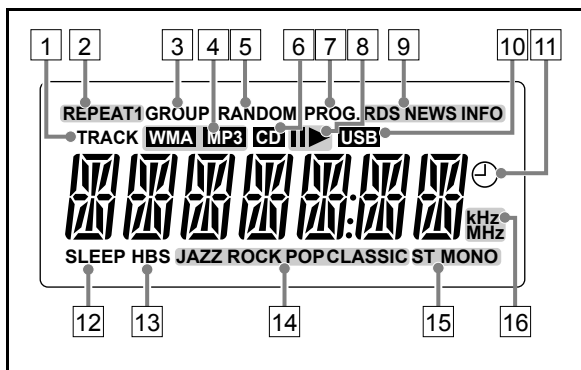 1 2 3 4 5 6 7 8 9 10 11
REPEAT1 GROUP RANDOM PROG. RDS NEWS INFO
TRACK WMA MP3 CD USB
kHz
MHz
SLEEP HBS JAZZ ROCK POP CLASSIC ST MONO
12 13 14 15 16